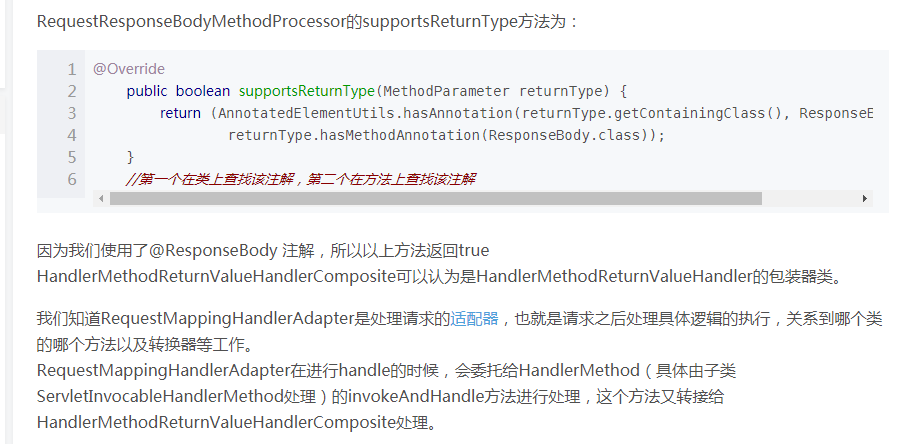 RequestResponseBodyMethodProcessor的supportsReturnType方法为：
1 @Override
2 public boolean supportsReturnType(MethodParameter returnType) {
3 return (AnnotatedElementUtils.hasAnnotation(returnType.getContainingClass(), ResponseE
4 returnType.hasMethodAnnotation(ResponseBody.class));
5 }
6 //第一个在类上查找该注解，第二个在方法上查找该注解
因为我们使用了@ResponseBody 注解，所以以上方法返回true
HandlerMethodReturnValueHandlerComposite可以认为是HandlerMethodReturnValueHandler的包装器类。
我们知道RequestMappingHandlerAdapter是处理请求的适配器，也就是请求之后处理具体逻辑的执行，关系到哪个类
的哪个方法以及转换器等工作。
RequestMappingHandlerAdapter在进行handle的时候，会委托给HandlerMethod（具体由子类
ServletInvocableHandlerMethod处理）的invokeAndHandle方法进行处理，这个方法又转接给
HandlerMethodReturnValueHandlerComposite处理。